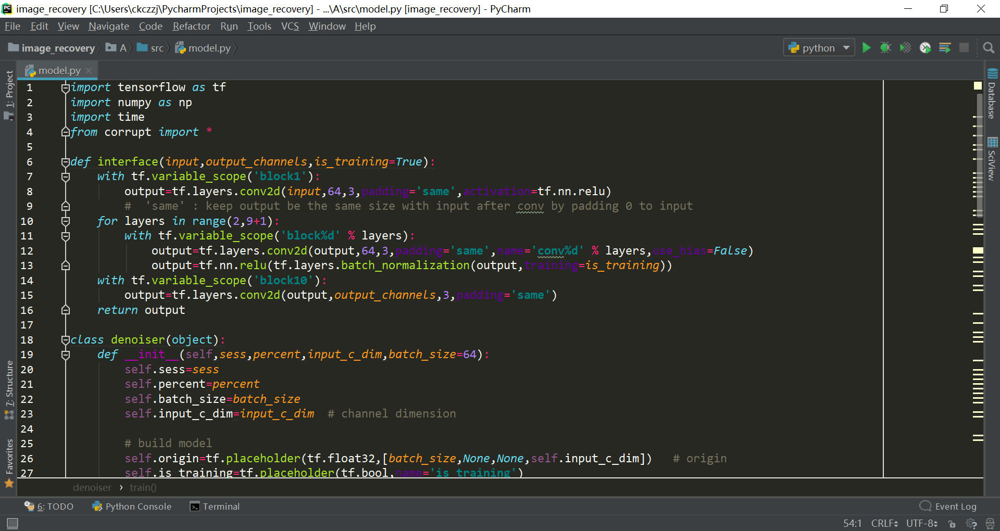 image_recovery [C:\Users\ckczzj\PycharmProjects\image_recovery] - ...\A\src\model.py [image_recovery] - PyCharm
File Edit View Navigate Code Refactor Run Tools VCS Window Help
image_recovery A src model.py python
model.py
1: Project
7: Structure
Favorites
Database
SciView
1 import tensorflow as tf
2 import numpy as np
3 import time
4 from corrupt import *
5
6 def interface(input,output_channels,is_training=True):
7     with tf.variable_scope('block1'):
8         output=tf.layers.conv2d(input,64,3,padding='same',activation=tf.nn.relu)
9         #  'same' : keep output be the same size with input after conv by padding 0 to input
10     for layers in range(2,9+1):
11         with tf.variable_scope('block%d' % layers):
12             output=tf.layers.conv2d(output,64,3,padding='same',name='conv%d' % layers,use_bias=False)
13             output=tf.nn.relu(tf.layers.batch_normalization(output,training=is_training))
14     with tf.variable_scope('block10'):
15         output=tf.layers.conv2d(output,output_channels,3,padding='same')
16     return output
17
18 class denoiser(object):
19     def __init__(self,sess,percent,input_c_dim,batch_size=64):
20         self.sess=sess
21         self.percent=percent
22         self.batch_size=batch_size
23         self.input_c_dim=input_c_dim  # channel dimension
24
25         # build model
26         self.origin=tf.placeholder(tf.float32,[batch_size,None,None,self.input_c_dim])   # origin
27         self.is_training=tf.placeholder(tf.bool,name='is_training')
denoiser › train()
6: TODO Python Console Terminal Event Log
54:1 CRLF UTF-8